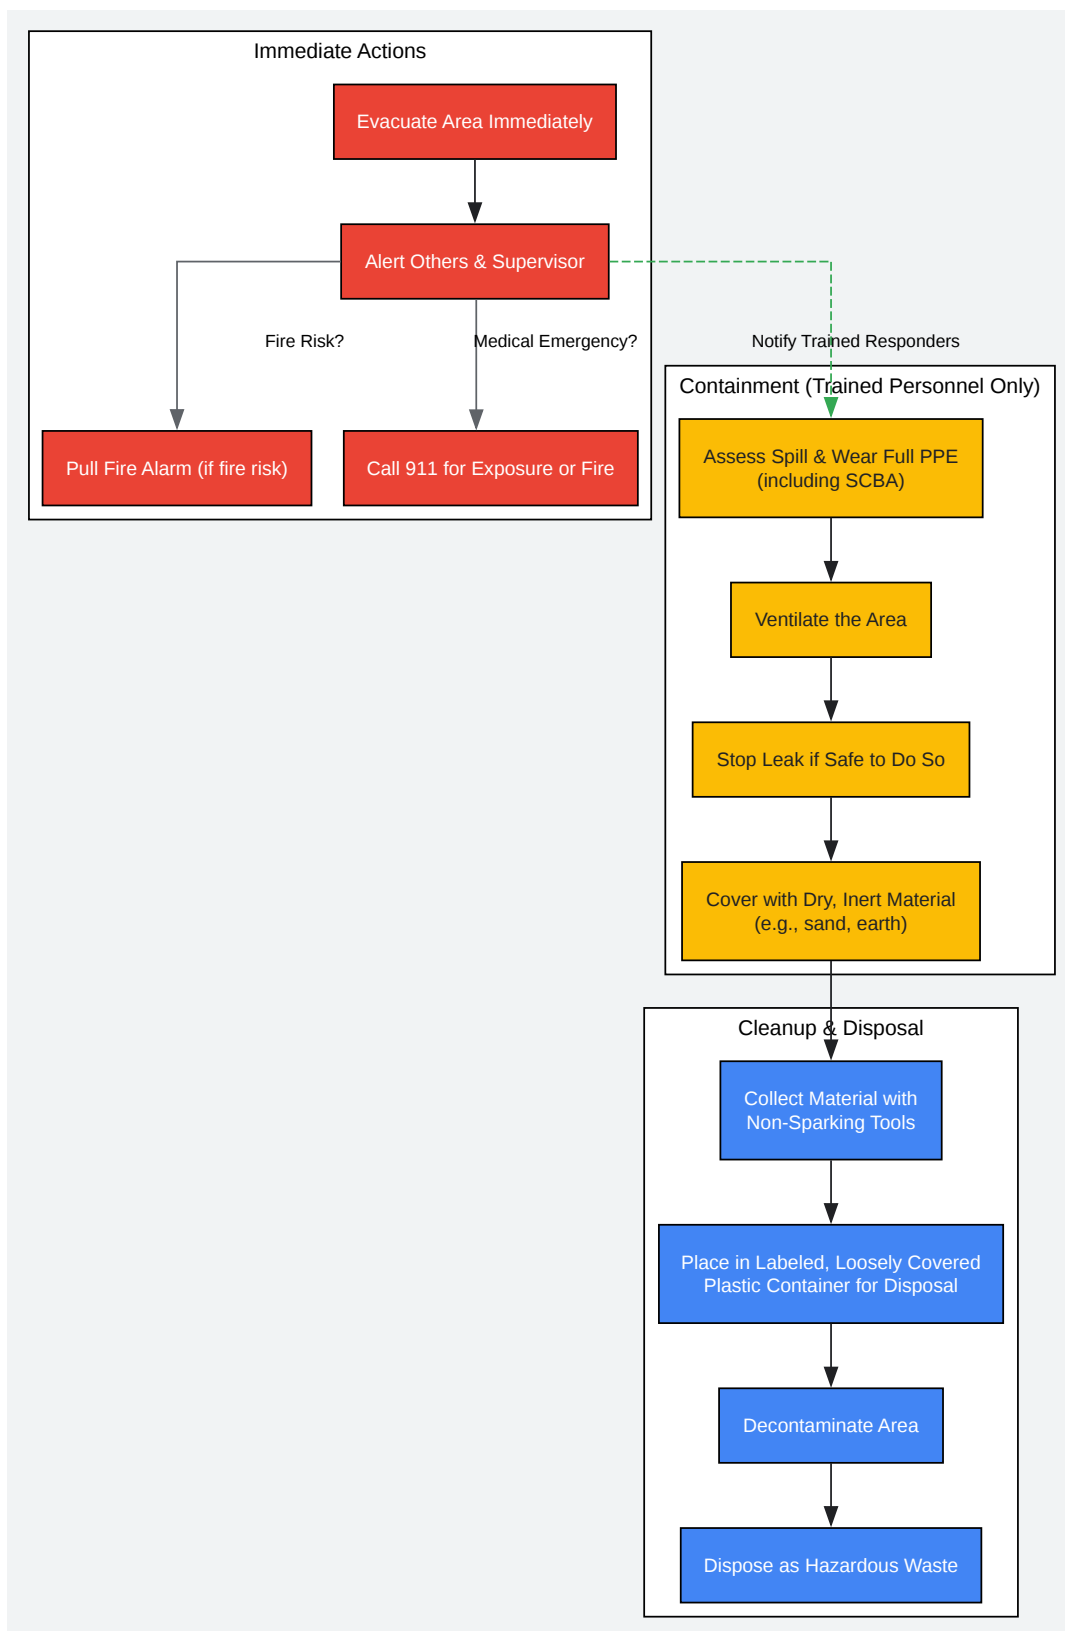 Immediate Actions
Evacuate Area Immediately
Alert Others & Supervisor
Fire Risk?
Medical Emergency?
Notify Trained Responders
Pull Fire Alarm (if fire risk)
Call 911 for Exposure or Fire
Containment (Trained Personnel Only)
Assess Spill & Wear Full PPE
(including SCBA)
Ventilate the Area
Stop Leak if Safe to Do So
Cover with Dry, Inert Material
(e.g., sand, earth)
Cleanup & Disposal
Collect Material with
Non-Sparking Tools
Place in Labeled, Loosely Covered
Plastic Container for Disposal
Decontaminate Area
Dispose as Hazardous Waste